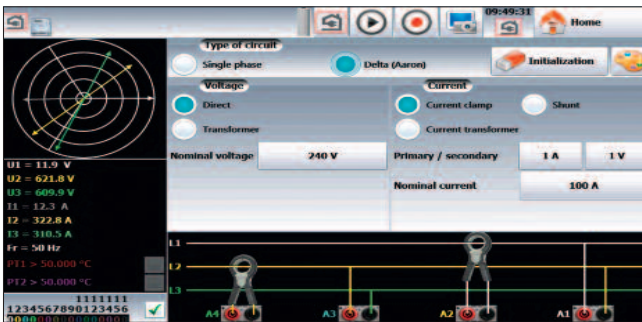 09:49:31
Home
Type of circuit
Single phase
Delta (Aaron)
Initialization
Voltage
Direct
Transformer
Nominal voltage
240 V
Current
Current clamp
Shunt
Current transformer
Primary / secondary
1 A
1 V
Nominal current
100 A
U1 = 11.9 V
U2 = 621.8 V
U3 = 609.9 V
I1 = 12.3 A
I2 = 322.8 A
I3 = 310.5 A
Fr = 50 Hz
PT1 > 50.000 °C
PT2 > 50.000 °C
1111111
1234567890123456
L1
L2
L3
A4
A3
A2
A1